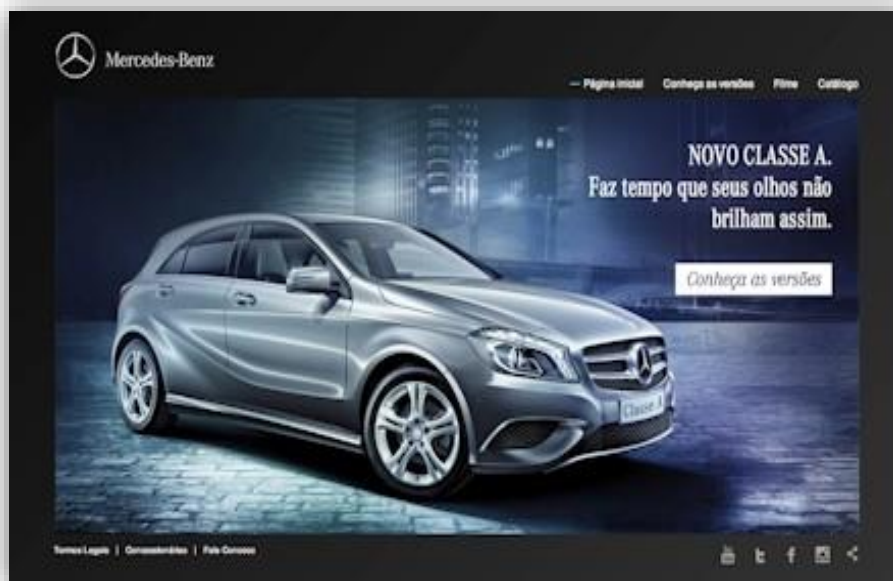 Mercedes-Benz
Página inicial Conheça as versões Filme Catálogo
NOVO CLASSE A.
Faz tempo que seus olhos não
brilham assim.
Conheça as versões
Classe A
Termos Legais | Concessionárias | Fale Conosco